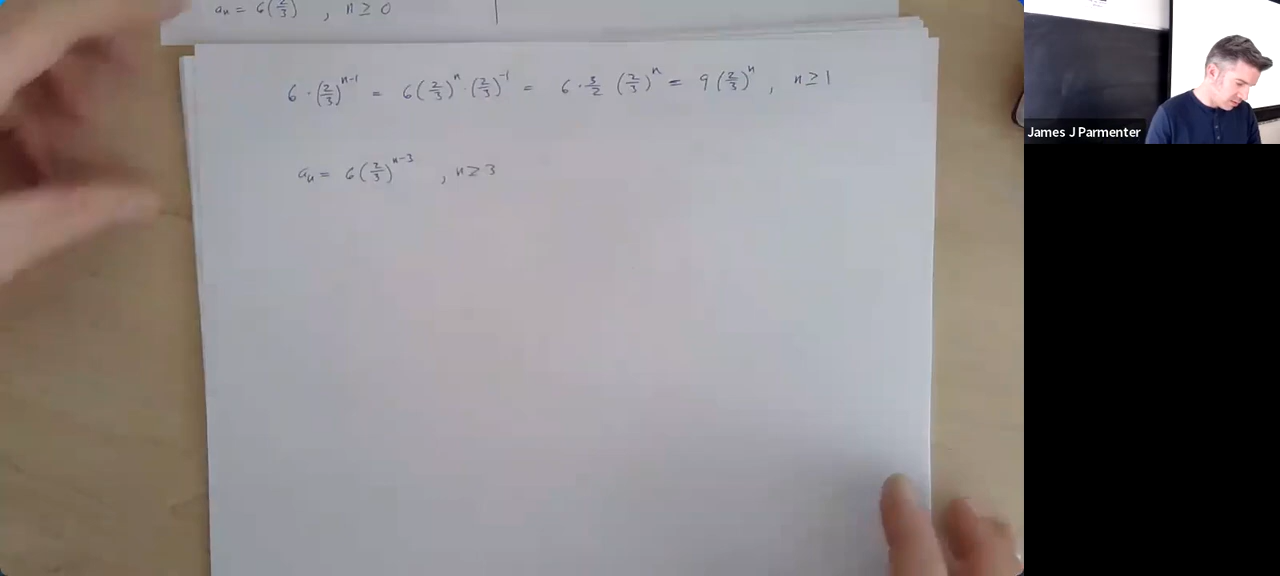 aₙ = 6(2/3) , n ≥ 0
6 · (2/3)^(n-1) = 6(2/3)^n · (2/3)^(-1) = 6 · 3/2 (2/3)^n = 9(2/3)^n , n ≥ 1
James J Parmenter
aₙ = 6(2/3)^(n-3) , n ≥ 3